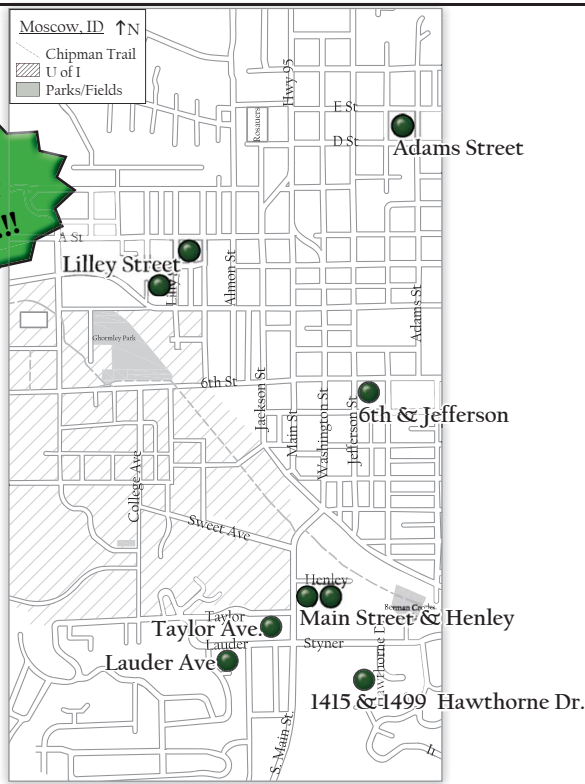 Moscow, ID ↑N
Chipman Trail
U of I
Parks/Fields
Hwy 95
E St
Rosauers
D St
Adams Street
!!
A St
Lilley Street
Lilly
Almon St
Adams St
Ghormley Park
6th St
Jackson St
Main St
Washington St
Jefferson St
6th & Jefferson
College Ave
Sweet Ave
Henley
Berman Creekside
Main Street & Henley
Taylor
Taylor Ave.
Lauder
Styner
Lauder Ave
Hawthorne D
1415 & 1499 Hawthorne Dr.
S. Main St.